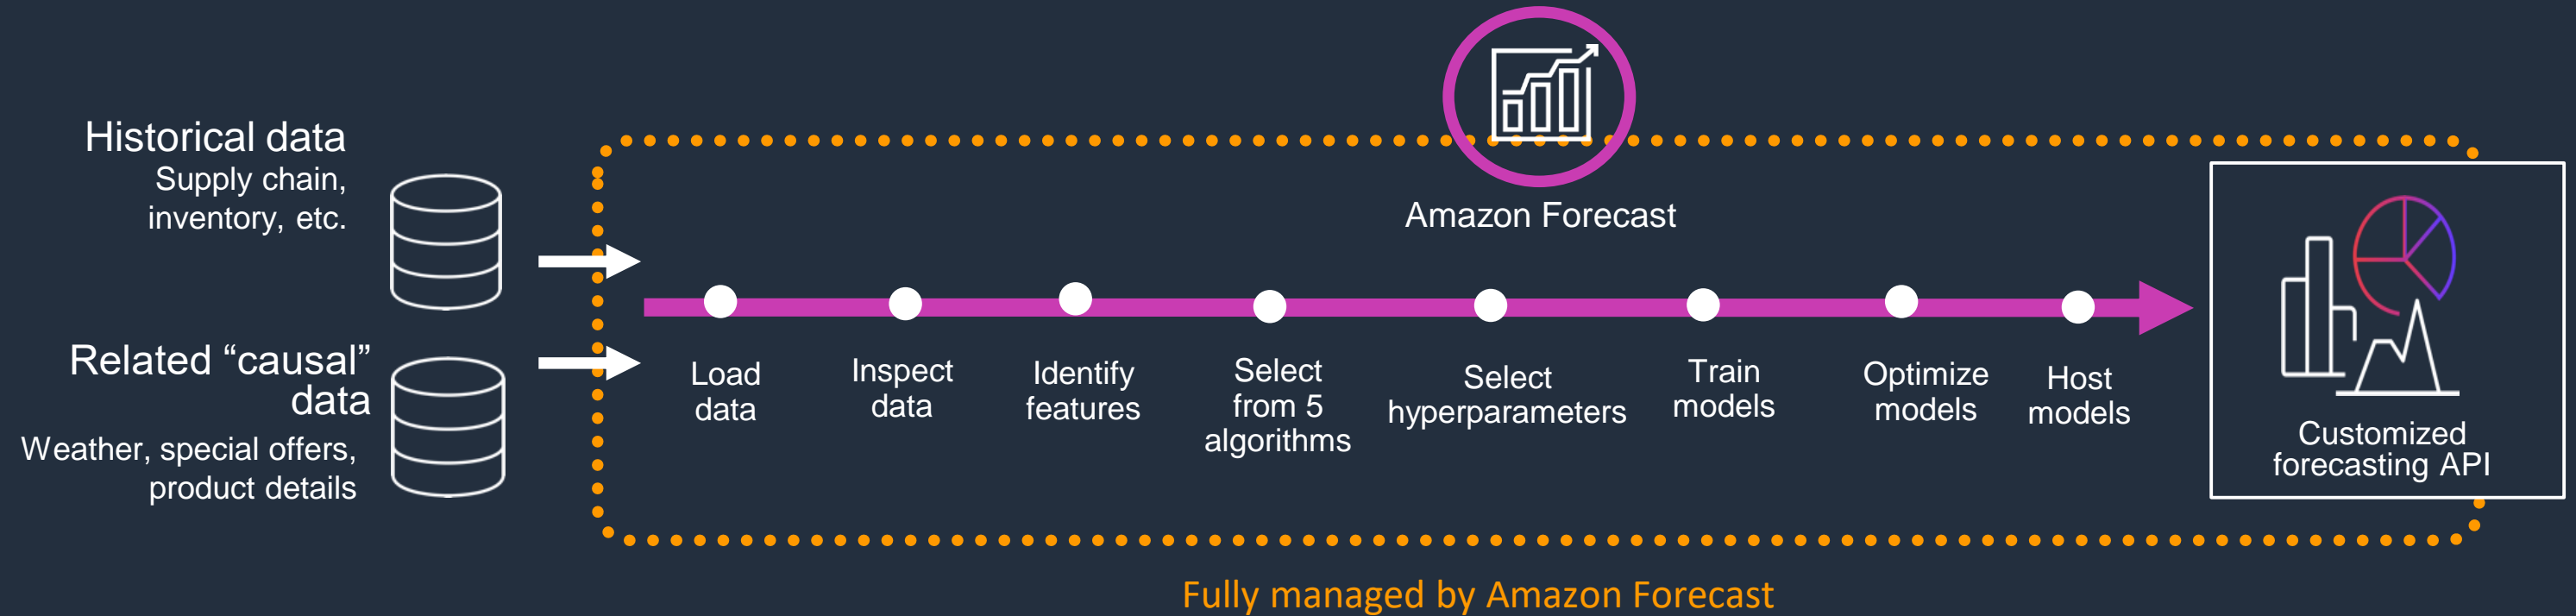 Historical data
Supply chain,
inventory, etc.
Related “causal”
data
Weather, special offers,
product details
Amazon Forecast
Load
data
Inspect
data
Identify
features
Select
from 5
algorithms
Select
hyperparameters
Train
models
Optimize
models
Host
models
Customized
forecasting API
Fully managed by Amazon Forecast